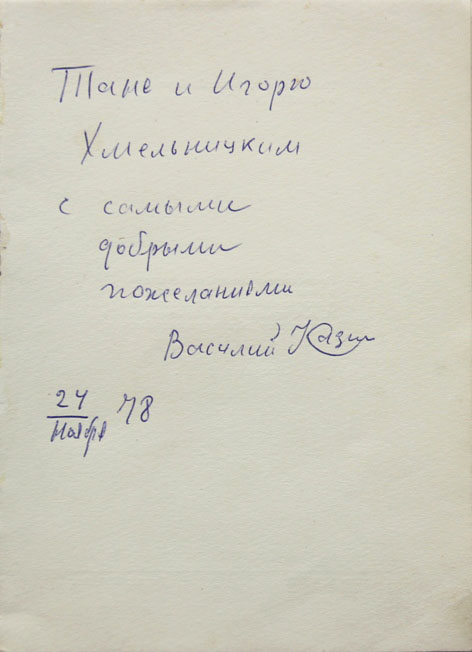 Тане и Игорю
Хмельницким
с самыми
добрыми
пожеланиями
Василий Казин
24
ноября 78